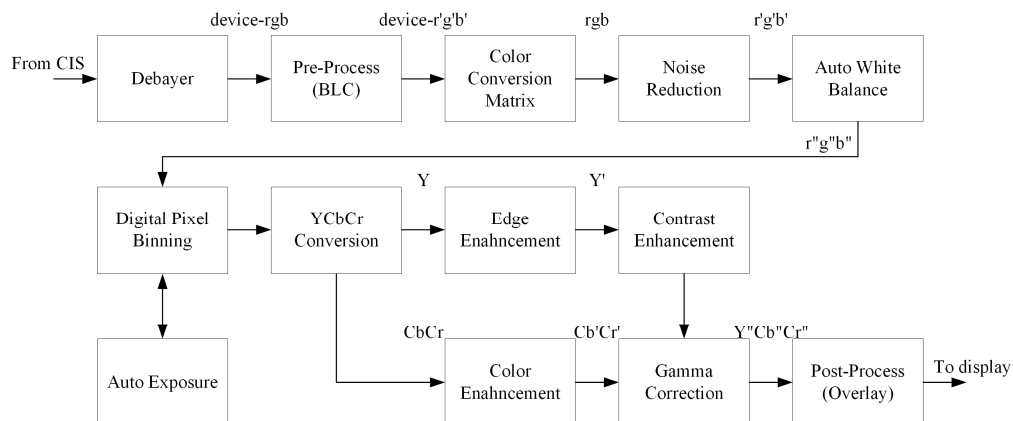 device-rgb
device-r'g'b'
rgb
r'g'b'
From CIS
Debayer
Pre-Process
(BLC)
Color
Conversion
Matrix
Noise
Reduction
Auto White
Balance
r"g"b"
Y
Y'
Digital Pixel
Binning
YCbCr
Conversion
Edge
Enahncement
Contrast
Enhancement
CbCr
Cb'Cr'
Y"Cb"Cr"
Auto Exposure
Color
Enahncement
Gamma
Correction
Post-Process
(Overlay)
To display